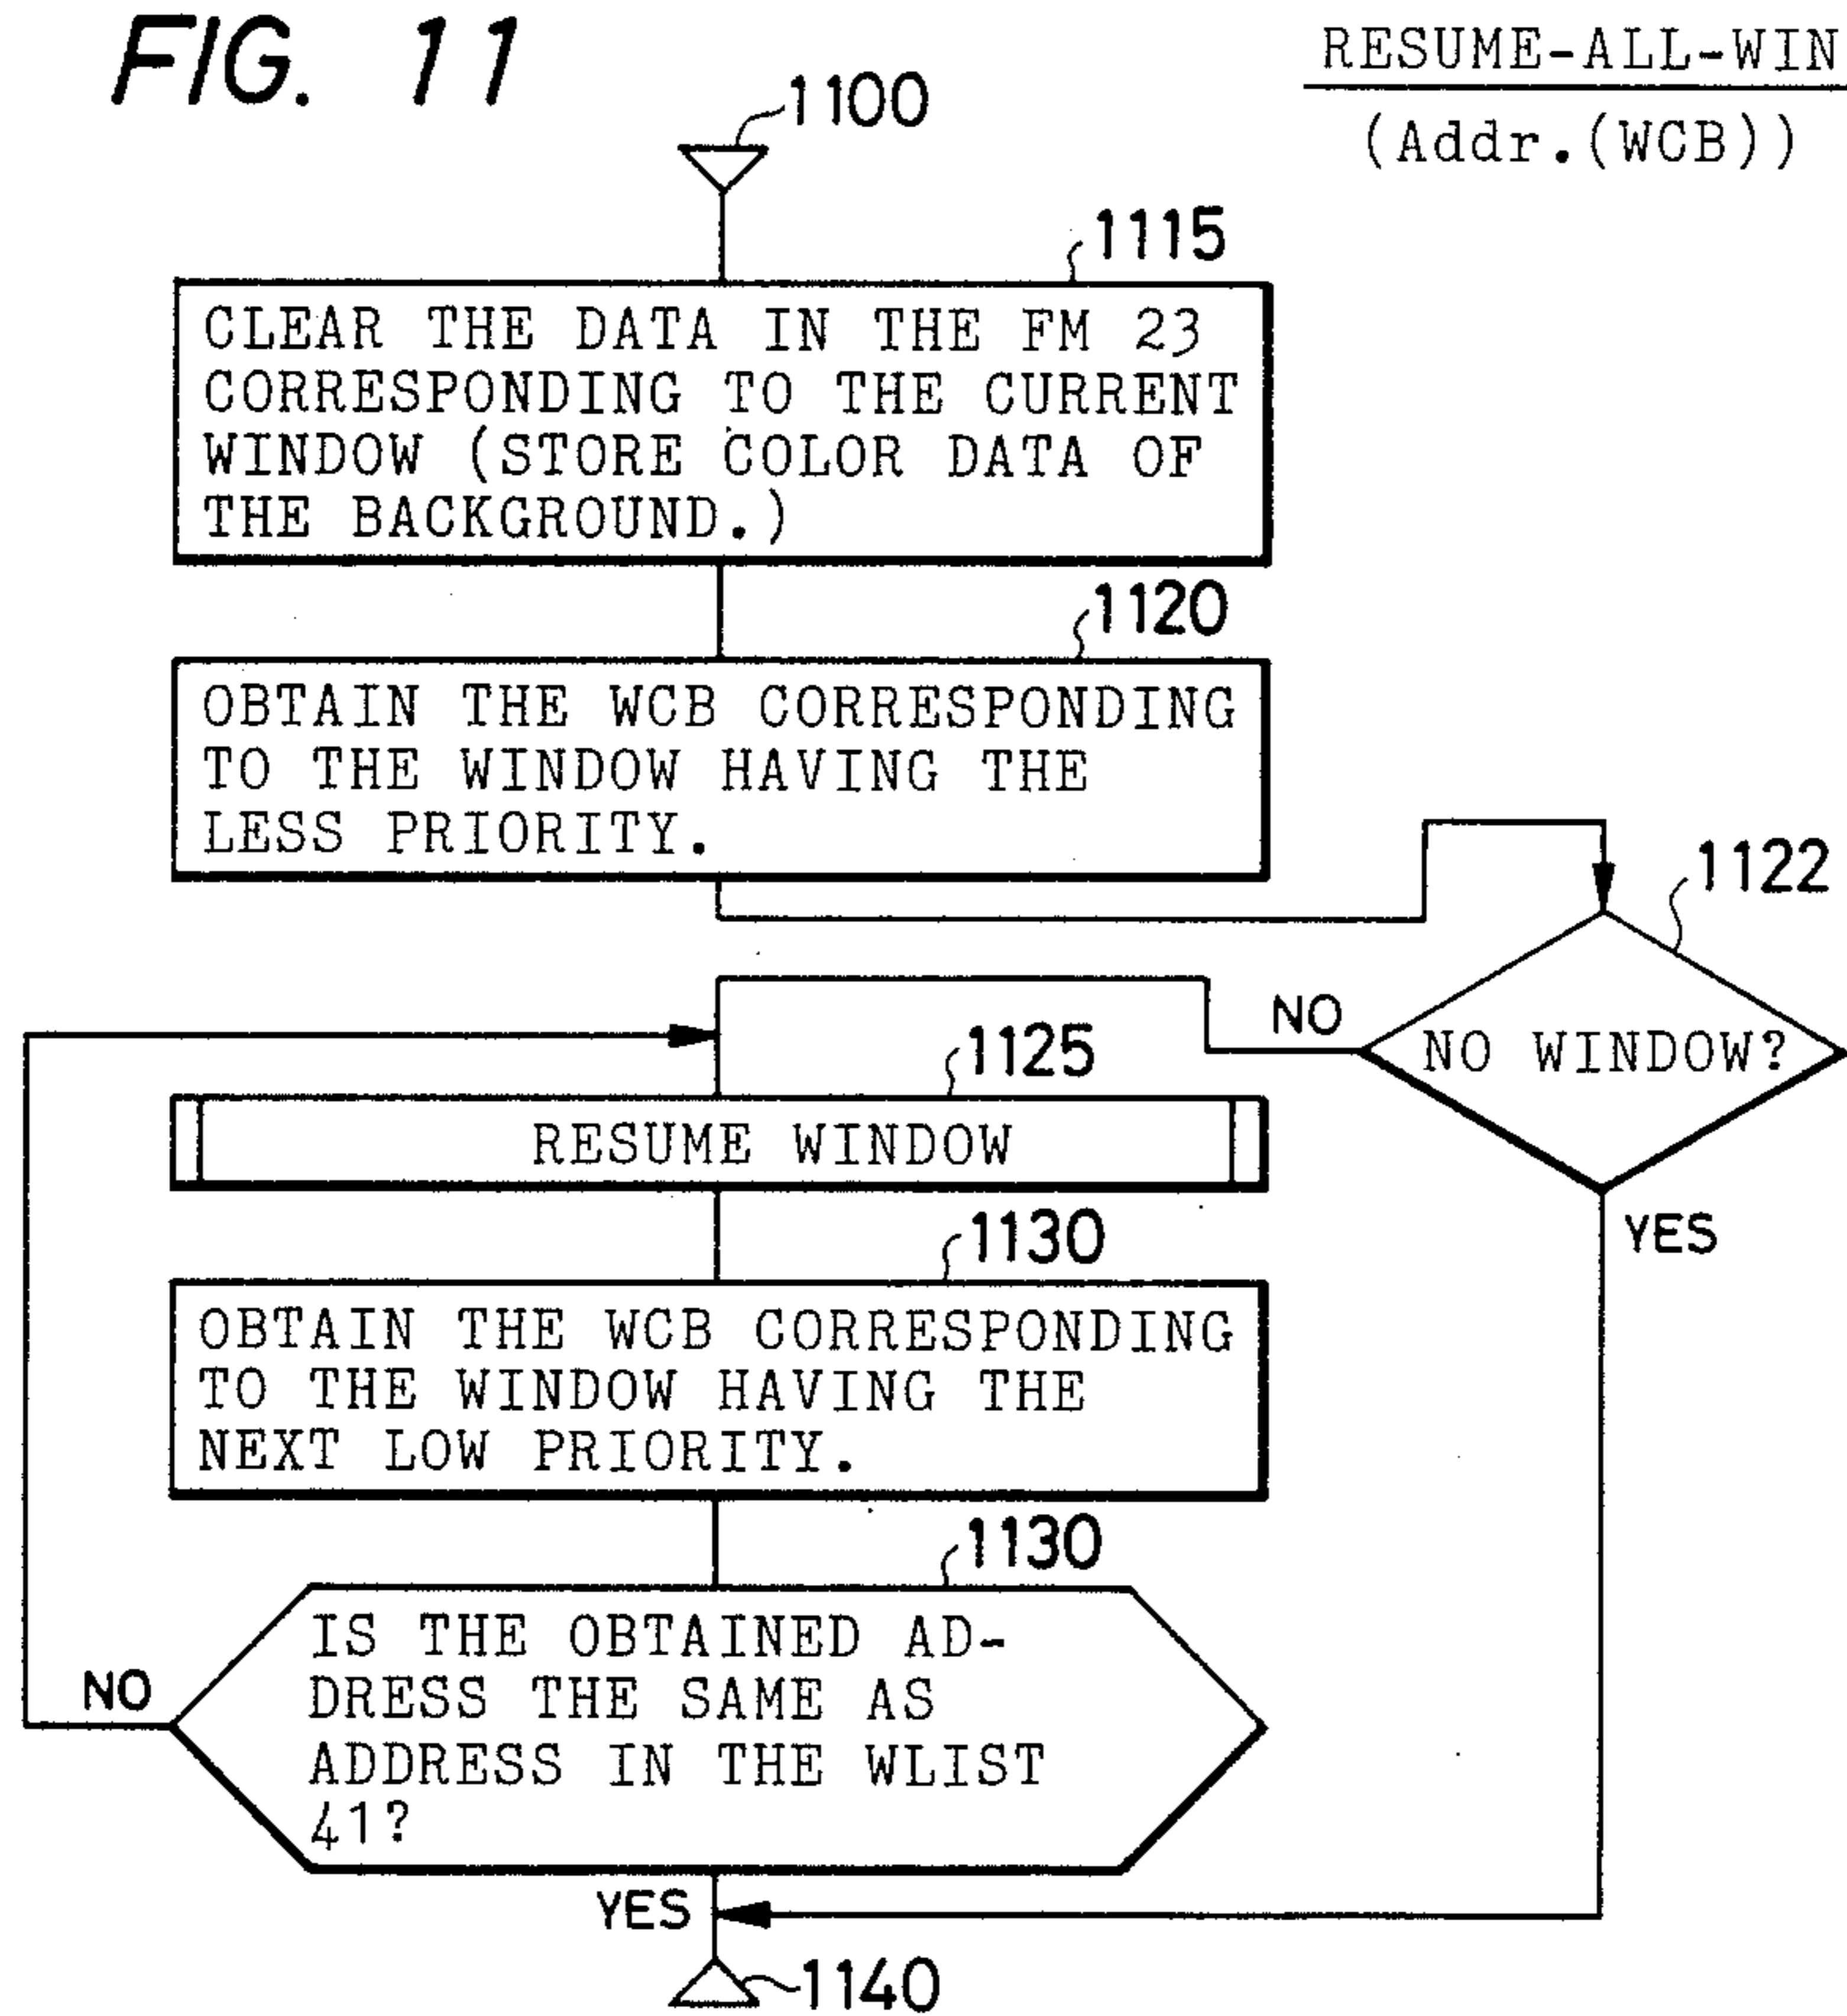 FIG. 11
RESUME-ALL-WIN
(Addr.(WCB))
1100
1115
CLEAR THE DATA IN THE FM 23
CORRESPONDING TO THE CURRENT
WINDOW (STORE COLOR DATA OF
THE BACKGROUND.)
1120
OBTAIN THE WCB CORRESPONDING
TO THE WINDOW HAVING THE
LESS PRIORITY.
1122
NO WINDOW?
NO
YES
1125
RESUME WINDOW
1130
OBTAIN THE WCB CORRESPONDING
TO THE WINDOW HAVING THE
NEXT LOW PRIORITY.
1130
IS THE OBTAINED AD-
DRESS THE SAME AS
ADDRESS IN THE WLIST
41?
NO
YES
1140